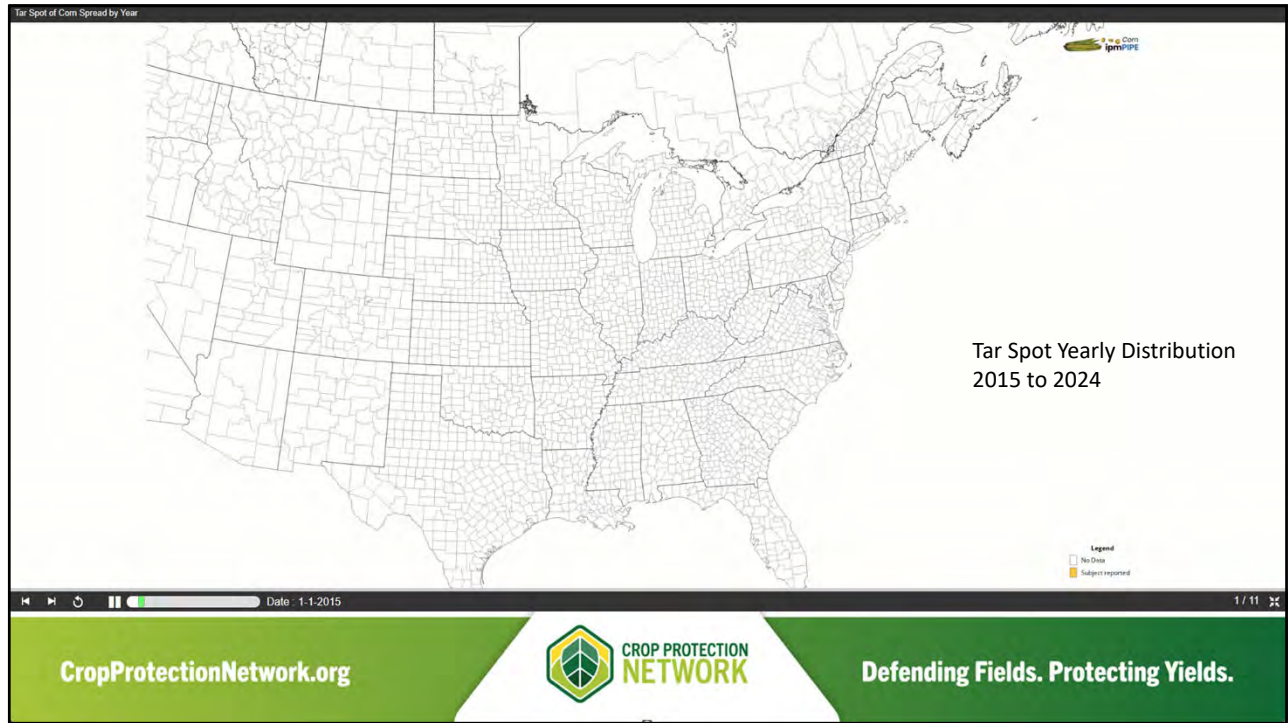 Tar Spot of Corn Spread by Year
Corn
ipmPIPE
Tar Spot Yearly Distribution
2015 to 2024
Legend
No Data
Subject reported
Date : 1-1-2015
1 / 11
CropProtectionNetwork.org
CROP PROTECTION
NETWORK
Defending Fields. Protecting Yields.